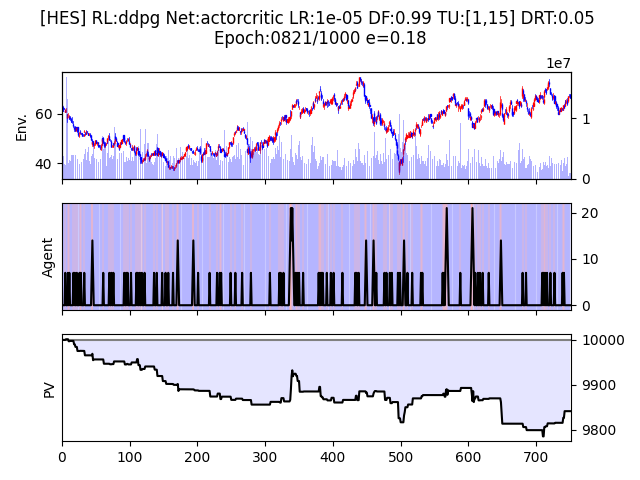 [HES] RL:ddpg Net:actorcritic LR:1e-05 DF:0.99 TU:[1,15] DRT:0.05
Epoch:0821/1000 e=0.18
1e7
Env.
60
40
1
0
Agent
20
10
0
PV
10000
9900
9800
0 100 200 300 400 500 600 700